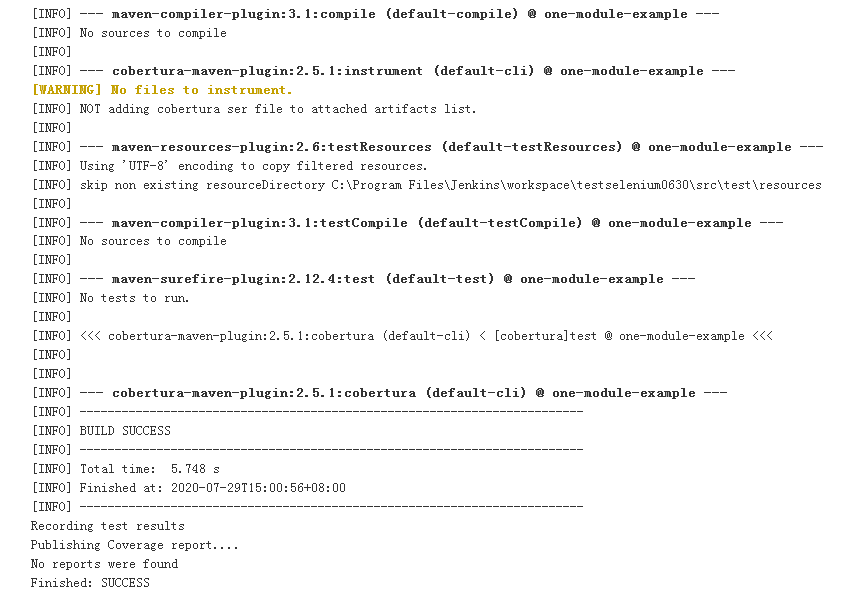 [INFO] --- maven-compiler-plugin:3.1:compile (default-compile) @ one-module-example ---
[INFO] No sources to compile
[INFO]
[INFO] --- cobertura-maven-plugin:2.5.1:instrument (default-cli) @ one-module-example ---
[WARNING] No files to instrument.
[INFO] NOT adding cobertura ser file to attached artifacts list.
[INFO]
[INFO] --- maven-resources-plugin:2.6:testResources (default-testResources) @ one-module-example ---
[INFO] Using 'UTF-8' encoding to copy filtered resources.
[INFO] skip non existing resourceDirectory C:\Program Files\Jenkins\workspace\testselenium0630\src\test\resources
[INFO]
[INFO] --- maven-compiler-plugin:3.1:testCompile (default-testCompile) @ one-module-example ---
[INFO] No sources to compile
[INFO]
[INFO] --- maven-surefire-plugin:2.12.4:test (default-test) @ one-module-example ---
[INFO] No tests to run.
[INFO]
[INFO] <<< cobertura-maven-plugin:2.5.1:cobertura (default-cli) < [cobertura]test @ one-module-example <<<
[INFO]
[INFO]
[INFO] --- cobertura-maven-plugin:2.5.1:cobertura (default-cli) @ one-module-example ---
[INFO] ------------------------------------------------------------------------
[INFO] BUILD SUCCESS
[INFO] ------------------------------------------------------------------------
[INFO] Total time:  5.748 s
[INFO] Finished at: 2020-07-29T15:00:56+08:00
[INFO] ------------------------------------------------------------------------
Recording test results
Publishing Coverage report....
No reports were found
Finished: SUCCESS